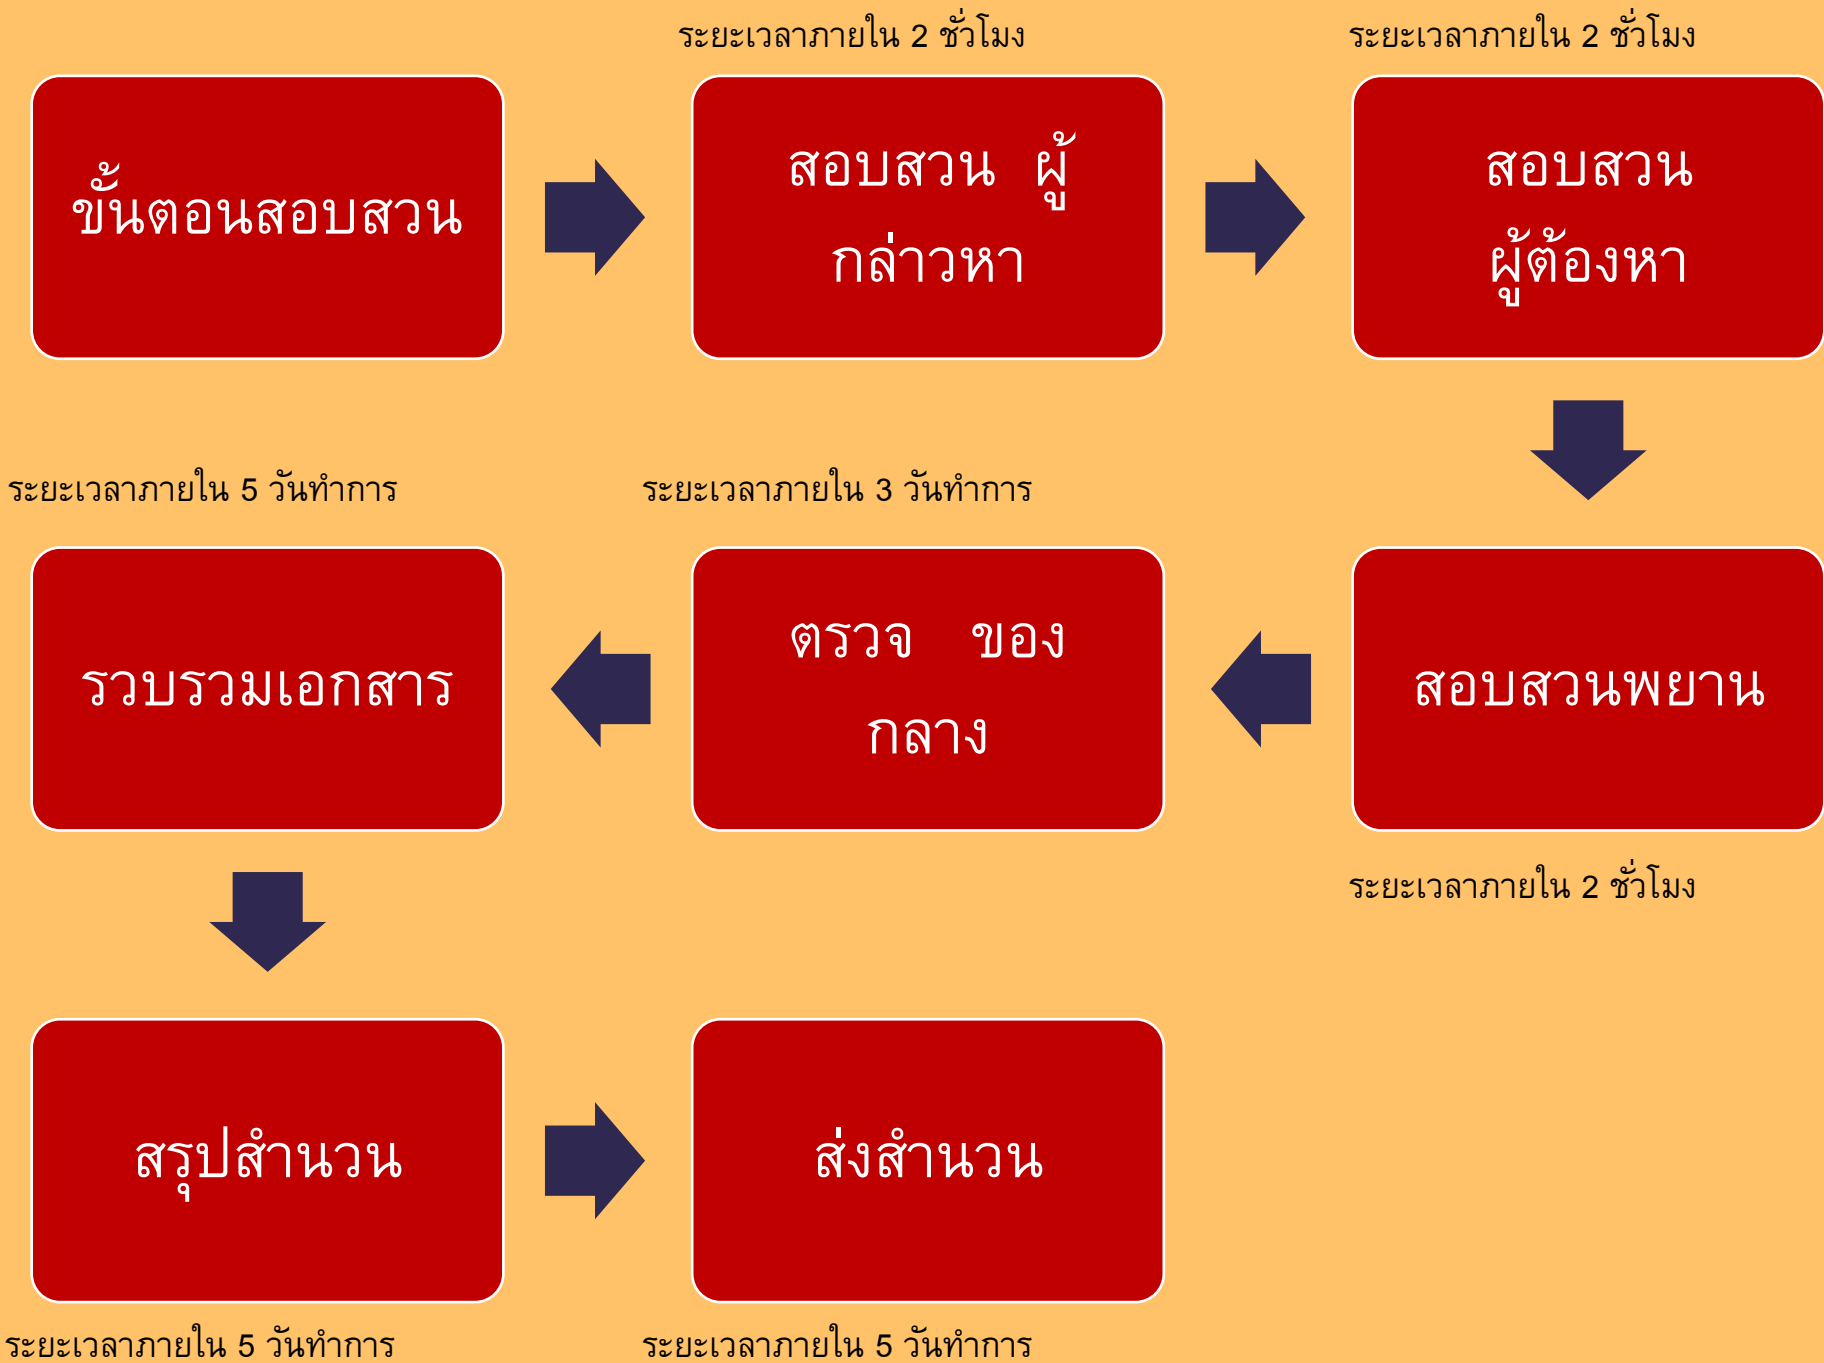 ระยะเวลาภายใน 2 ชั่วโมง
ระยะเวลาภายใน 2 ชั่วโมง
ขั้นตอนสอบสวน
สอบสวน ผู้
กล่าวหา
สอบสวน
ผู้ต้องหา
ระยะเวลาภายใน 5 วันทำการ
ระยะเวลาภายใน 3 วันทำการ
สอบสวนพยาน
ระยะเวลาภายใน 2 ชั่วโมง
ตรวจ ของ
กลาง
รวบรวมเอกสาร
สรุปสำนวน
ส่งสำนวน
ระยะเวลาภายใน 5 วันทำการ
ระยะเวลาภายใน 5 วันทำการ